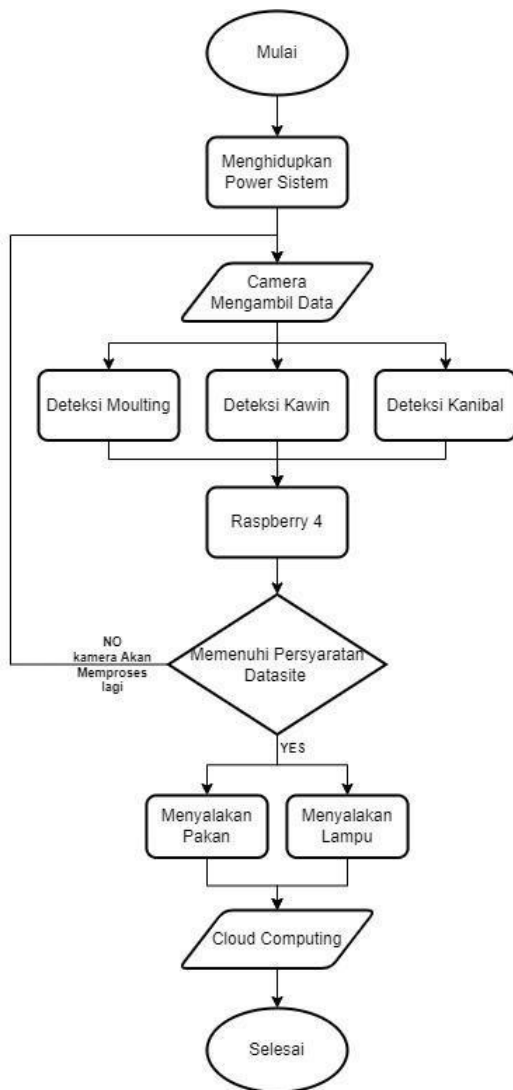 Mulai
Menghidupkan
Power Sistem
Camera
Mengambil Data
Deteksi Moulting
Deteksi Kawin
Deteksi Kanibal
Raspberry 4
Memenuhi Persyaratan
Datasite
NO
kamera Akan
Memproses
lagi
YES
Menyalakan
Pakan
Menyalakan
Lampu
Cloud Computing
Selesai